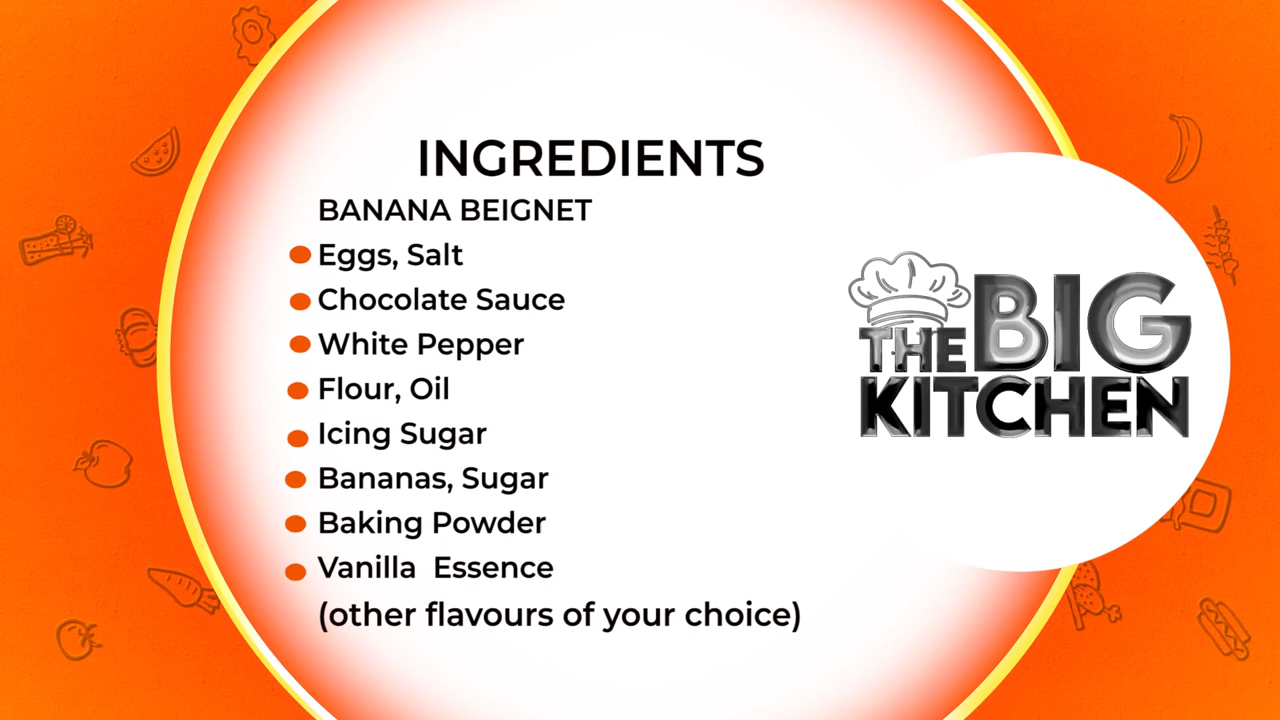 INGREDIENTS
BANANA BEIGNET
Eggs, Salt
Chocolate Sauce
White Pepper
Flour, Oil
Icing Sugar
Bananas, Sugar
Baking Powder
Vanilla  Essence
(other flavours of your choice)
THE BIG
KITCHEN